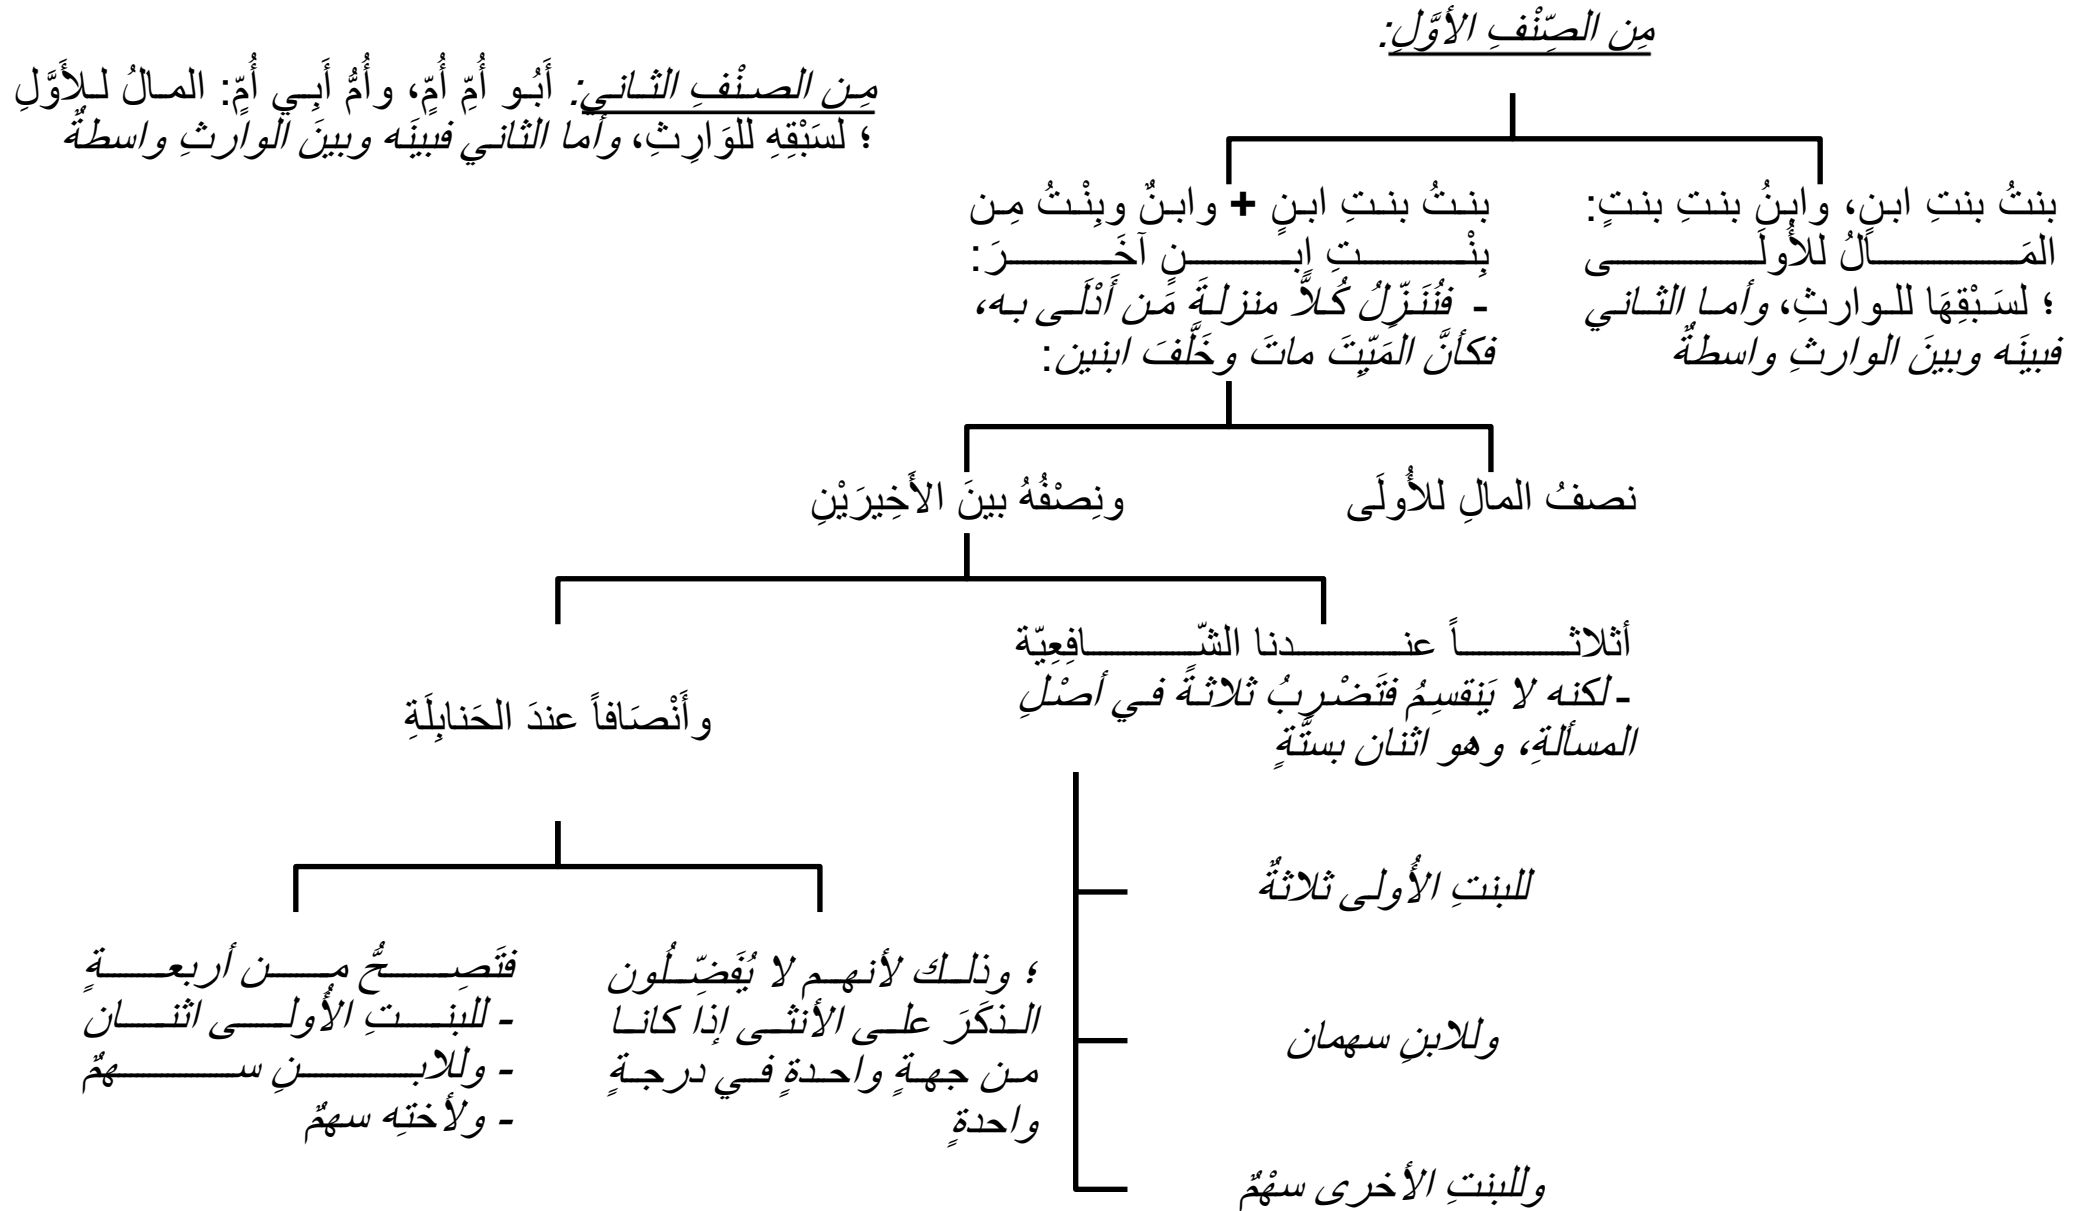 مِن الصِّنْفِ الأوَّلِ:
بنتُ بنتِ ابنٍ، وابنُ بنتِ بنتٍ:
المَالُ للأُولَى
؛ لسَبْقِهَا للوارثِ، وأما الثاني
فبينَه وبينَ الوارثِ واسطةٌ
بنتُ بنتِ ابنٍ + وابنٌ وبِنْتُ مِن
بِنْتِ ابنٍ آخَرَ:
- فنُنَزِّلُ كُلاًّ منزلةَ مَن أَدْلَى به،
فكأنَّ المَيِّتَ ماتَ وخَلَّفَ ابنين:
نصفُ المالِ للأُولَى
ونِصْفُهُ بينَ الأَخِيرَيْنِ
أثلاثاً عندنا الشّافِعِيّة
-لكنه لا يَنقسِمُ فتَضْرِبُ ثلاثةً في أصْلِ
المسألةِ، وهو اثنان بستَّةٍ
للبنتِ الأُولى ثلاثةٌ
وللابنِ سهمان
وللبنتِ الأخرى سهْمٌ
وأَنْصَافاً عندَ الحَنابِلَةِ
؛ وذلك لأنهم لا يُفَضِّلُون
الذكَرَ على الأنثى إذا كانا
من جهةٍ واحدةٍ في درجةٍ
واحدةٍ
فتَصِحُّ من أربعةٍ
- للبنتِ الأُولى اثنان
- وللابنِ سهمٌ
- ولأختِه سهمٌ
مِن الصنْفِ الثاني: أَبُو أُمِّ أُمٍّ، وأُمُّ أَبِي أُمٍّ: المالُ للأَوَّلِ
؛ لسَبْقِهِ للوَارِثِ، وأَما الثاني فبينَه وبينَ الوارثِ واسطةٌ